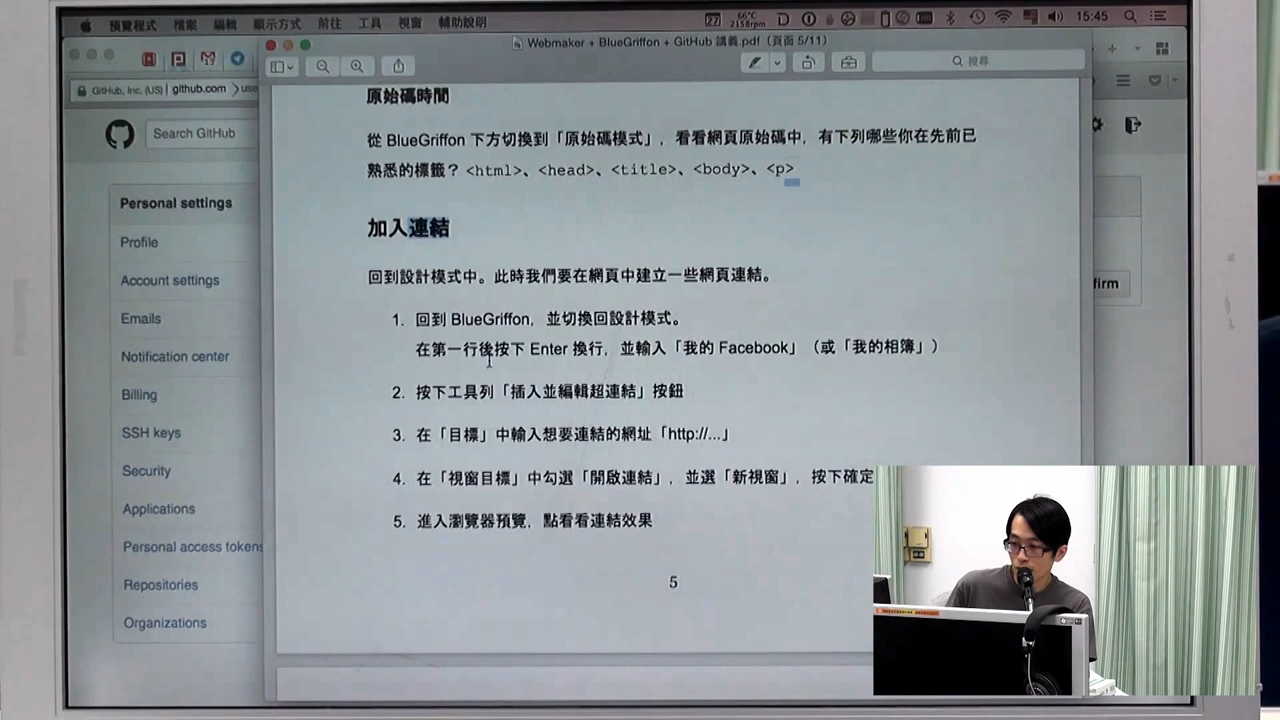 預覽程式 檔案 編輯 顯示方式 前往 工具 視窗 輔助說明
27 66°C 2158rpm 15:45
Webmaker + BlueGriffon + GitHub 講義.pdf（頁面 5/11）
搜尋
GitHub, Inc. (US) github.com
Search GitHub
Personal settings
Profile
Account settings
Emails
Notification center
Billing
SSH keys
Security
Applications
Personal access tokens
Repositories
Organizations
原始碼時間
從 BlueGriffon 下方切換到「原始碼模式」，看看網頁原始碼中，有下列哪些你在先前已
熟悉的標籤？<html>、<head>、<title>、<body>、<p>
加入連結
回到設計模式中。此時我們要在網頁中建立一些網頁連結。
1. 回到 BlueGriffon，並切換回設計模式。
在第一行後按下 Enter 換行，並輸入「我的 Facebook」（或「我的相簿」）
2. 按下工具列「插入並編輯超連結」按鈕
3. 在「目標」中輸入想要連結的網址「http://...」
4. 在「視窗目標」中勾選「開啟連結」，並選「新視窗」，按下確定
5. 進入瀏覽器預覽，點看看連結效果
5